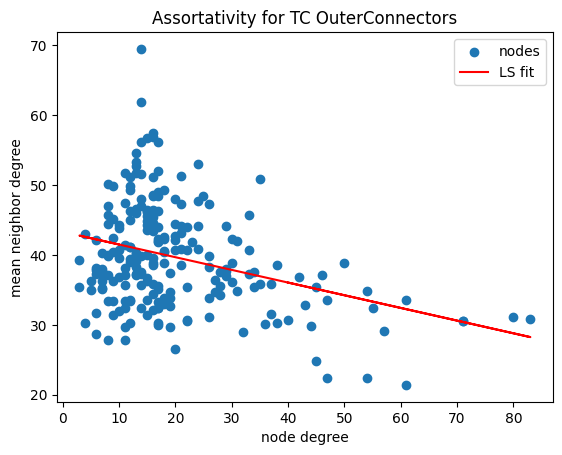 Assortativity for TC OuterConnectors
nodes
LS fit
mean neighbor degree
70
60
50
40
30
20
0 10 20 30 40 50 60 70 80
node degree